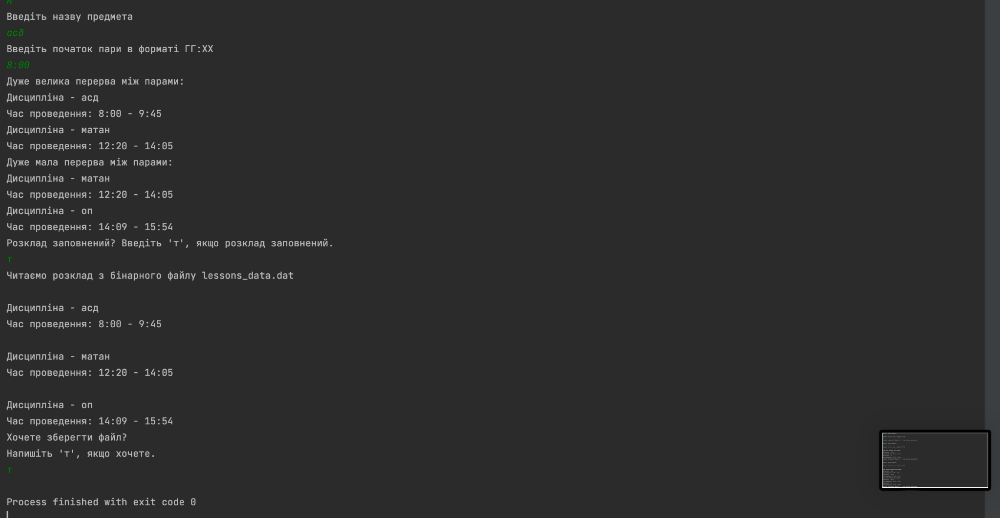 н
Введіть назву предмета
асд
Введіть початок пари в форматі ГГ:ХХ
8:00
Дуже велика перерва між парами:
Дисципліна - асд
Час проведення: 8:00 - 9:45
Дисципліна - матан
Час проведення: 12:20 - 14:05
Дуже мала перерва між парами:
Дисципліна - матан
Час проведення: 12:20 - 14:05
Дисципліна - оп
Час проведення: 14:09 - 15:54
Розклад заповнений? Введіть 'т', якщо розклад заповнений.
т
Читаємо розклад з бінарного файлу lessons_data.dat
Дисципліна - асд
Час проведення: 8:00 - 9:45
Дисципліна - матан
Час проведення: 12:20 - 14:05
Дисципліна - оп
Час проведення: 14:09 - 15:54
Хочете зберегти файл?
Напишіть 'т', якщо хочете.
т
Process finished with exit code 0